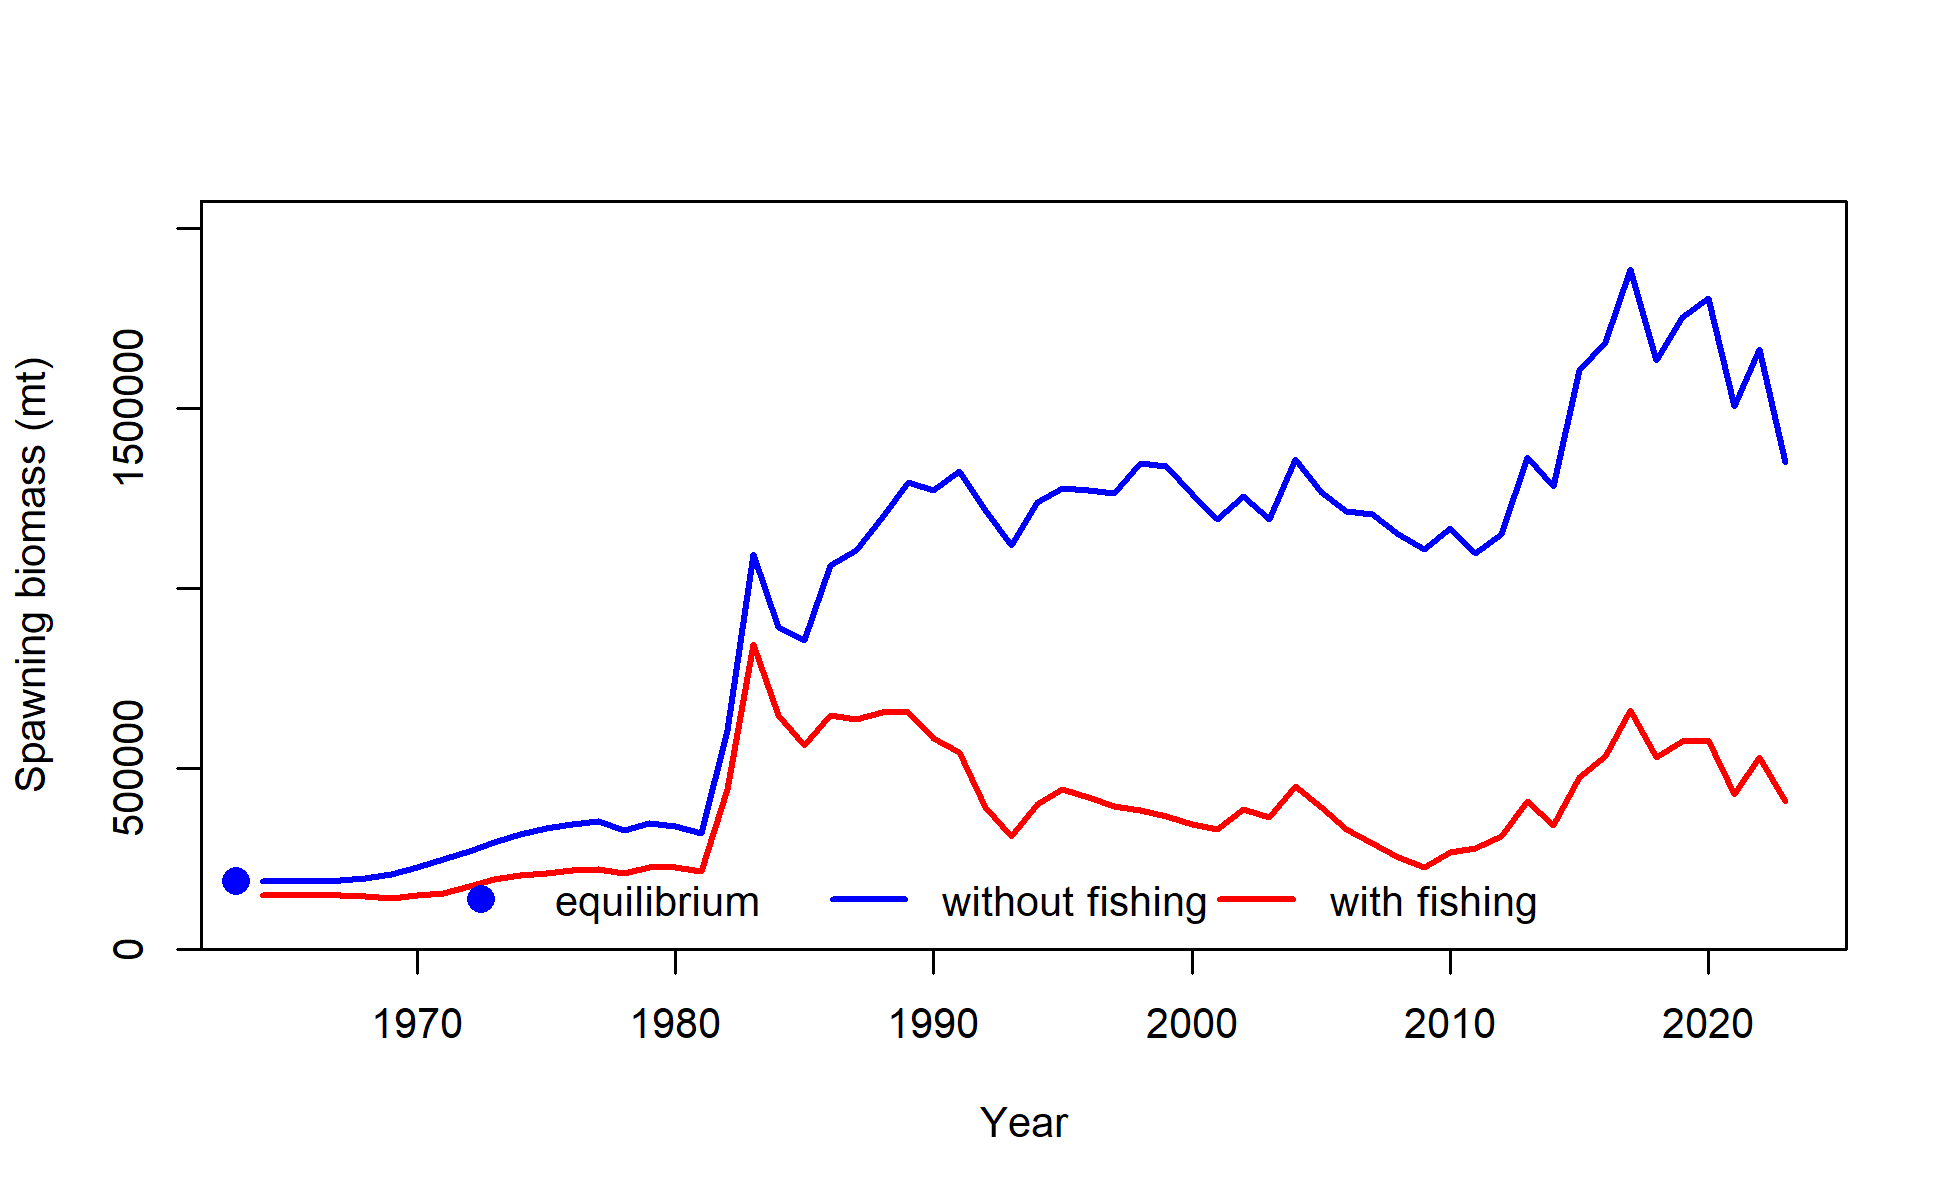 Spawning biomass (mt)
1500000
500000
0
equilibrium without fishing with fishing
1970 1980 1990 2000 2010 2020
Year